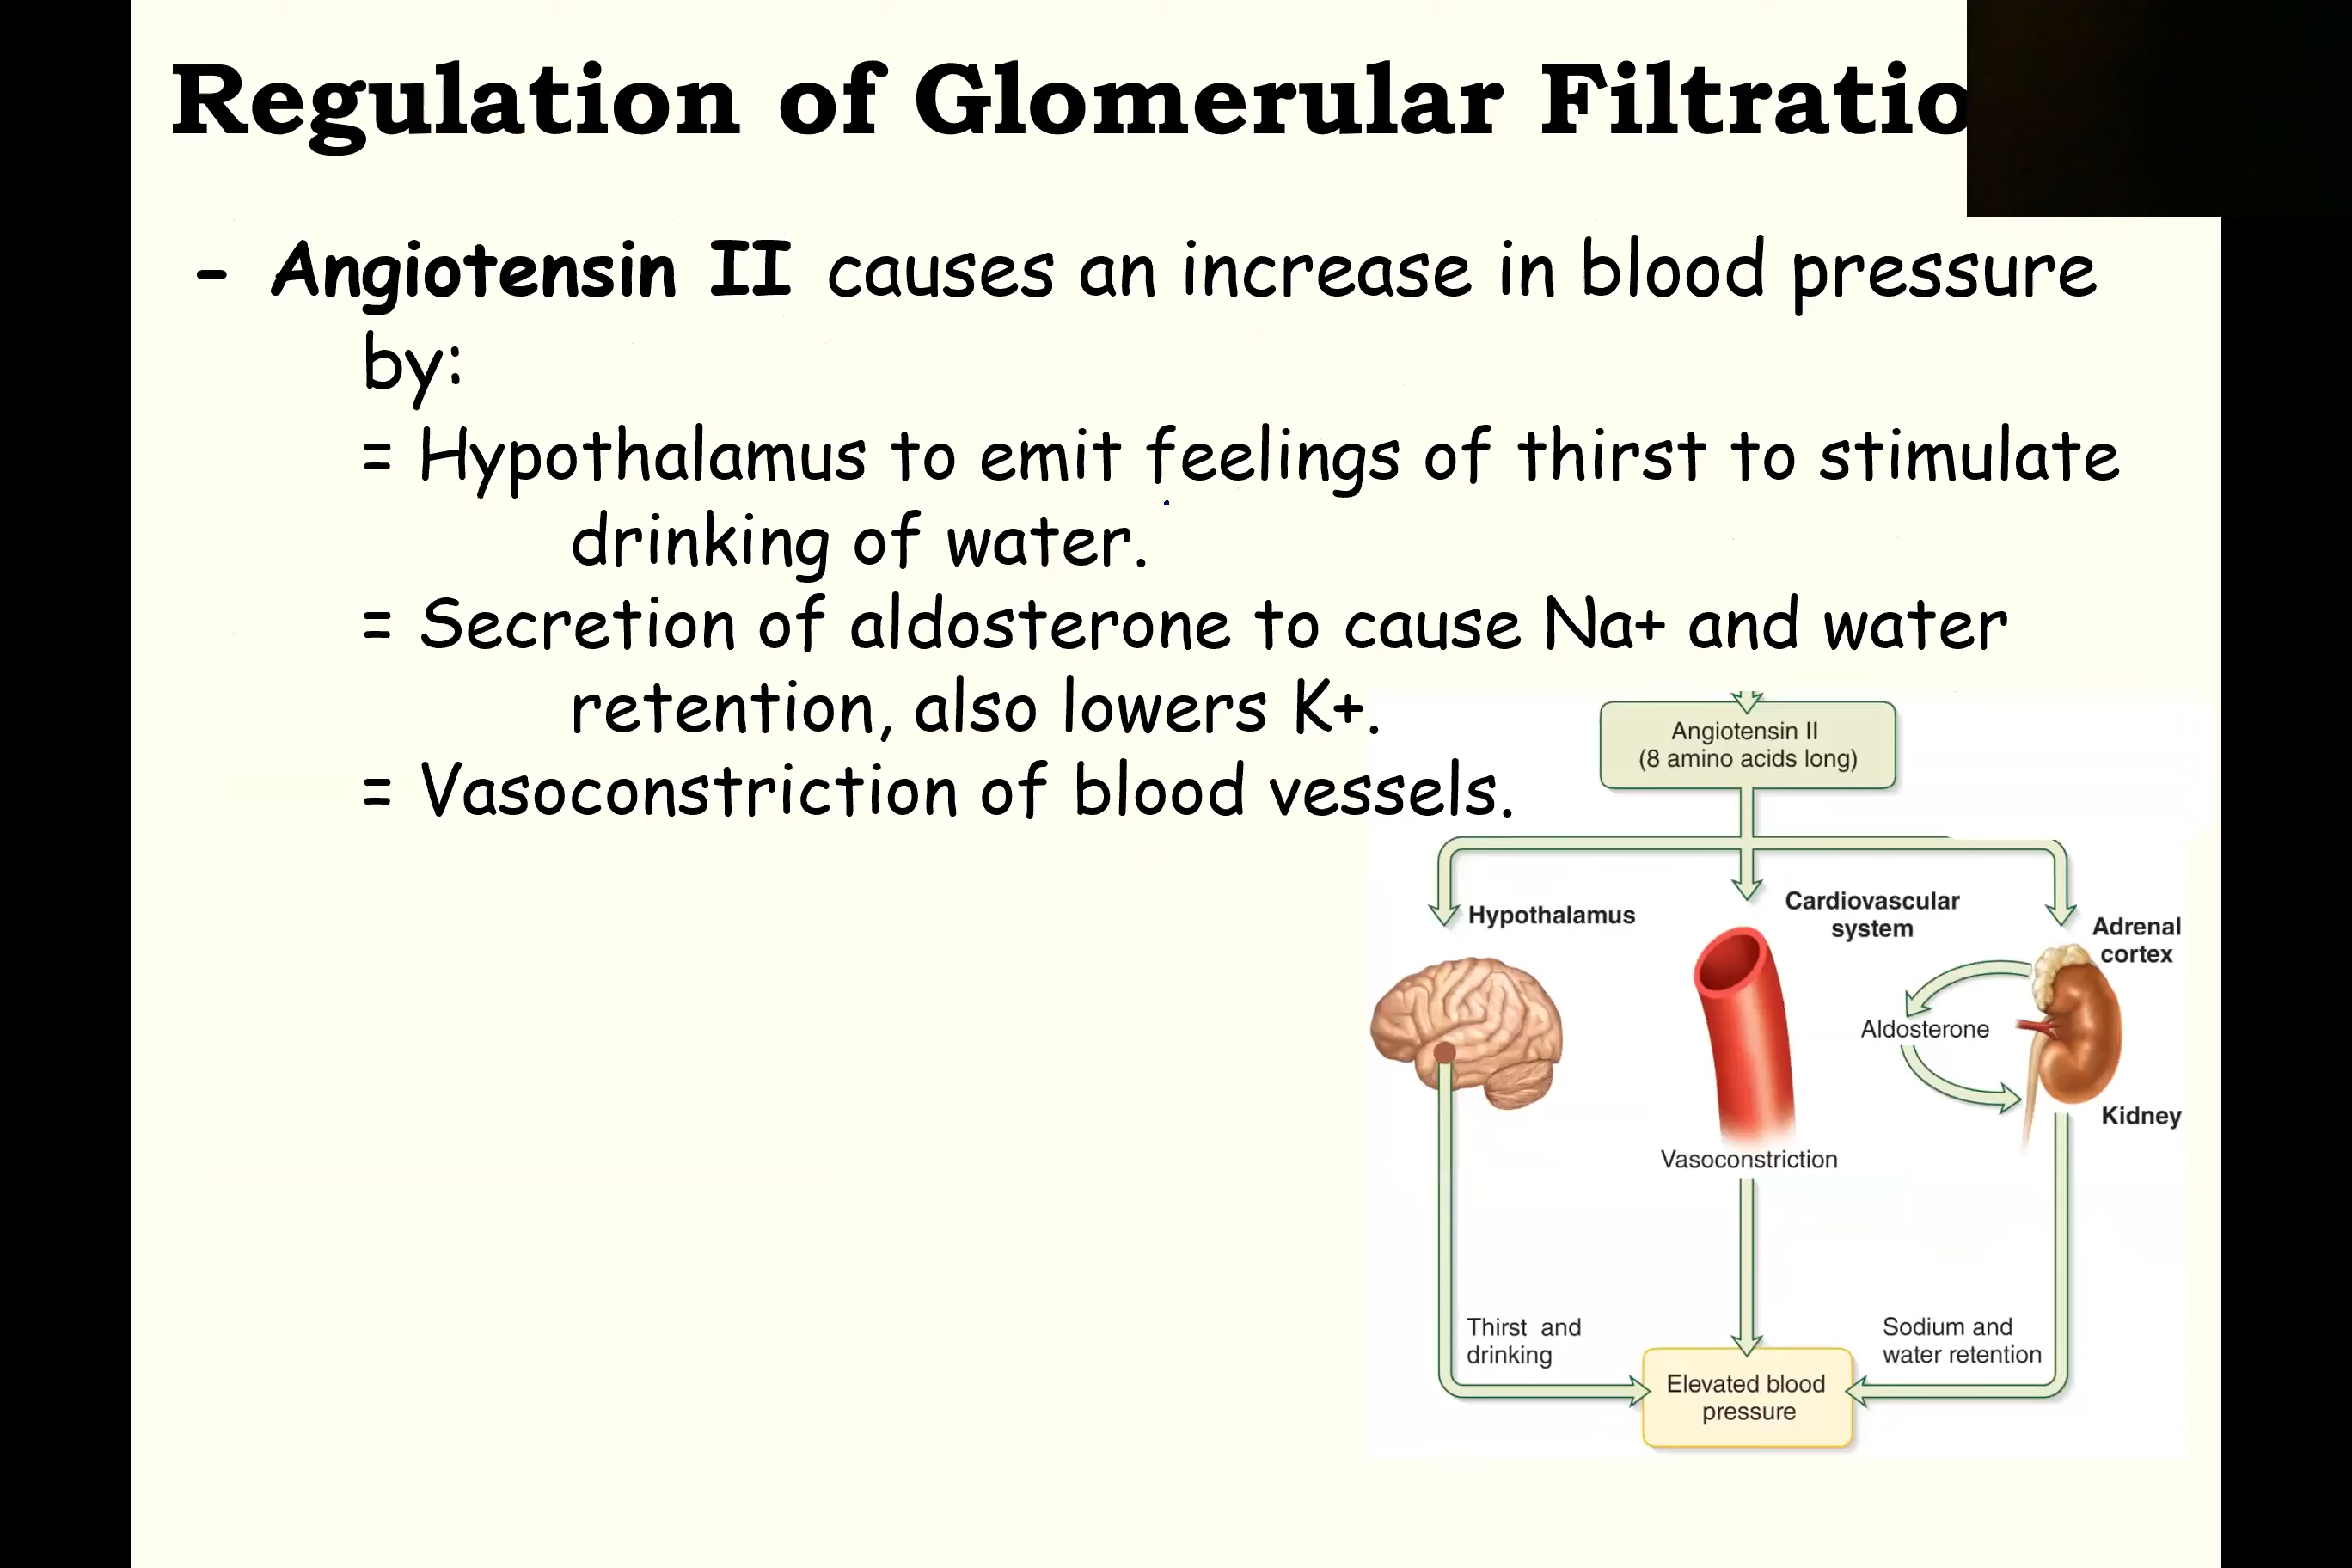 Regulation of Glomerular Filtratio
- Angiotensin II causes an increase in blood pressure
by:
= Hypothalamus to emit feelings of thirst to stimulate
drinking of water.
= Secretion of aldosterone to cause Na+ and water
retention, also lowers K+.
= Vasoconstriction of blood vessels.
Angiotensin II
(8 amino acids long)
Hypothalamus
Cardiovascular
system
Adrenal
cortex
Aldosterone
Kidney
Vasoconstriction
Thirst and
drinking
Sodium and
water retention
Elevated blood
pressure